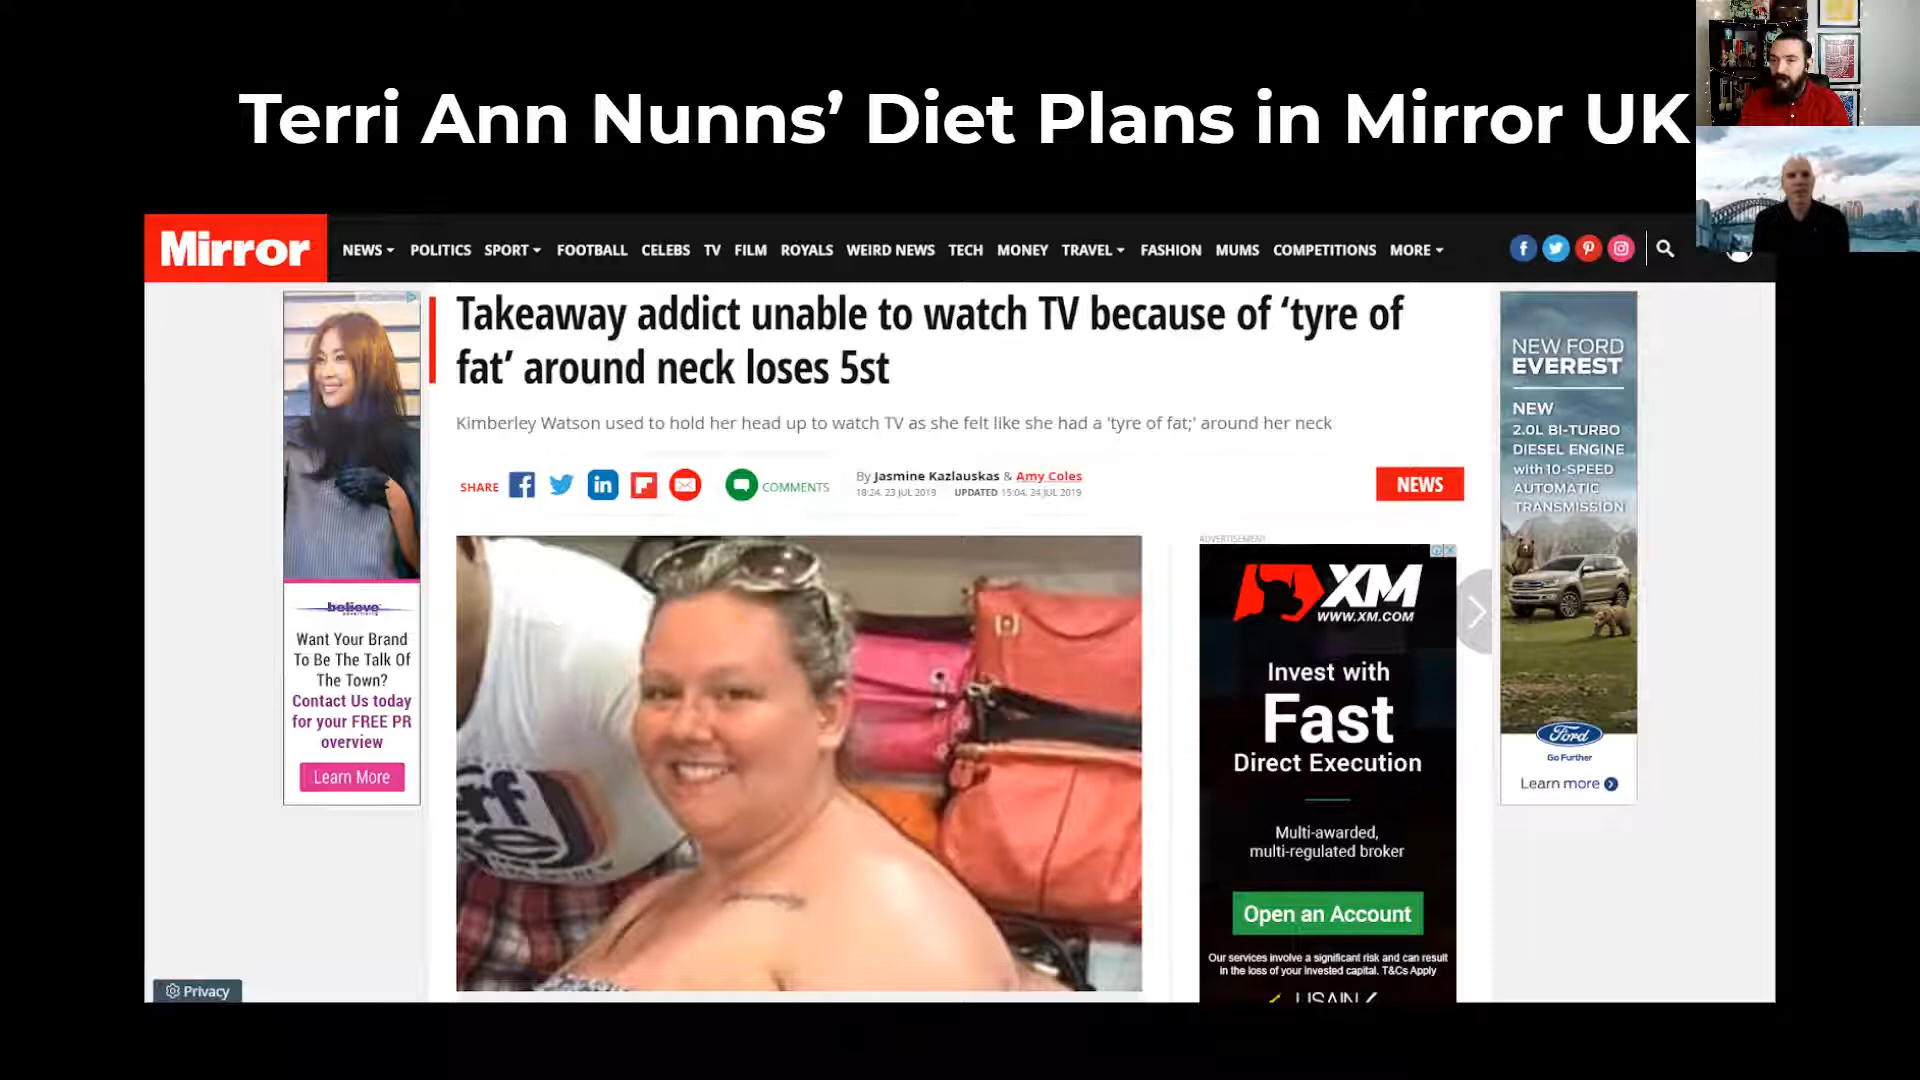 Terri Ann Nunns’ Diet Plans in Mirror UK
Mirror
NEWS POLITICS SPORT FOOTBALL CELEBS TV FILM ROYALS WEIRD NEWS TECH MONEY TRAVEL FASHION MUMS COMPETITIONS MORE
Takeaway addict unable to watch TV because of ‘tyre of
fat’ around neck loses 5st
Kimberley Watson used to hold her head up to watch TV as she felt like she had a 'tyre of fat;' around her neck
SHARE
COMMENTS
By Jasmine Kazlauskas & Amy Coles
18:24, 23 JUL 2019 UPDATED 15:04, 24 JUL 2019
NEWS
believe
Want Your Brand
To Be The Talk Of
The Town?
Contact Us today
for your FREE PR
overview
Learn More
ADVERTISEMENT
XM
WWW.XM.COM
Invest with
Fast
Direct Execution
Multi-awarded,
multi-regulated broker
Open an Account
Our services involve a significant risk and can result
in the loss of your invested capital. T&Cs Apply
NEW FORD
EVEREST
NEW
2.0L BI-TURBO
DIESEL ENGINE
with 10-SPEED
AUTOMATIC
TRANSMISSION
Ford
Go Further
Learn more
Privacy